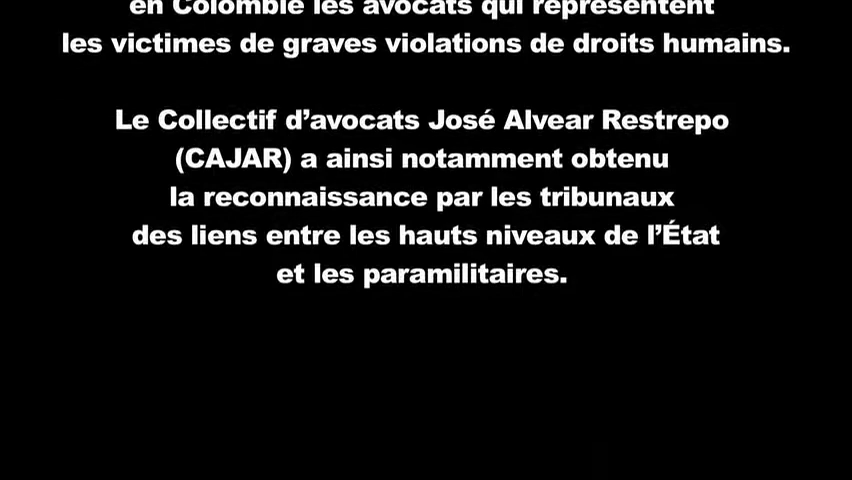 en Colombie les avocats qui représentent
les victimes de graves violations de droits humains.
Le Collectif d’avocats José Alvear Restrepo
(CAJAR) a ainsi notamment obtenu
la reconnaissance par les tribunaux
des liens entre les hauts niveaux de l’État
et les paramilitaires.